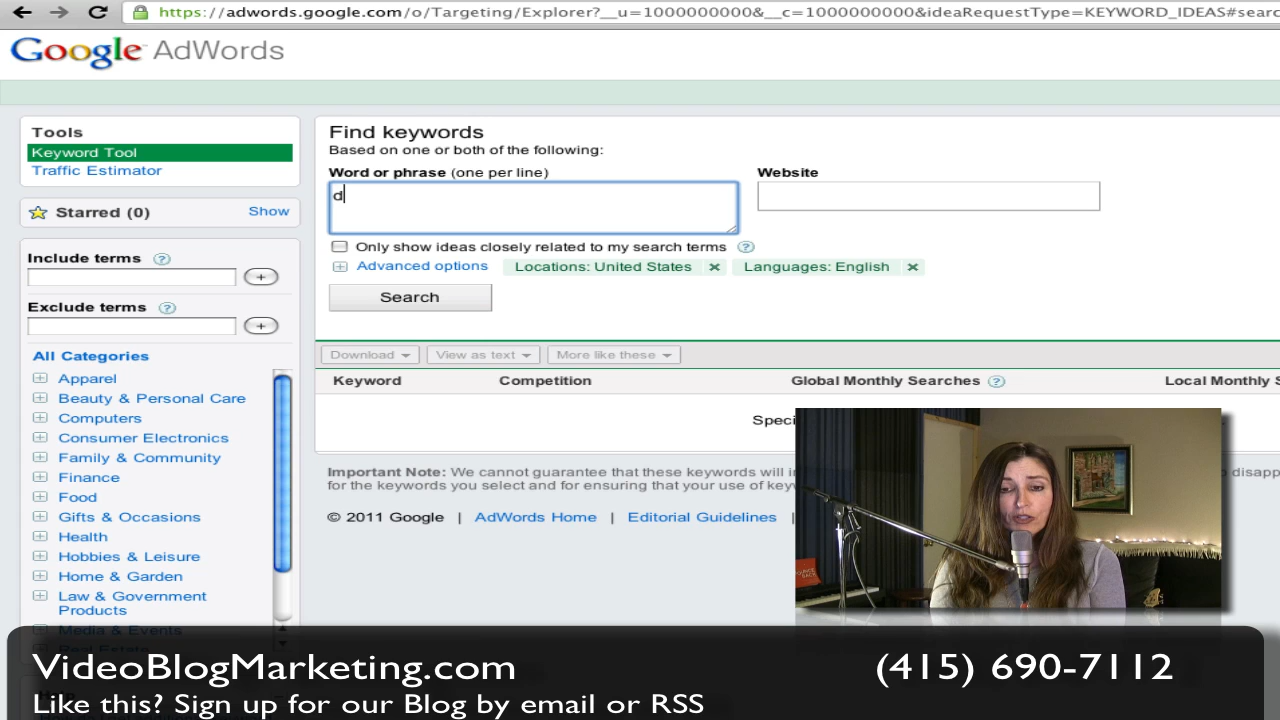 https://adwords.google.com/o/Targeting/Explorer?__u=1000000000&__c=1000000000&ideaRequestType=KEYWORD_IDEAS#searc
Google AdWords
Tools
Keyword Tool
Traffic Estimator
Starred (0) Show
Include terms ?
+
Exclude terms ?
+
All Categories
Apparel
Beauty & Personal Care
Computers
Consumer Electronics
Family & Community
Finance
Food
Gifts & Occasions
Health
Hobbies & Leisure
Home & Garden
Law & Government
Products
Media & Events
Real Estate
Find keywords
Based on one or both of the following:
Word or phrase (one per line) Website
d
Only show ideas closely related to my search terms ?
Advanced options Locations: United States × Languages: English ×
Search
Download View as text More like these
Keyword Competition Global Monthly Searches ? Local Monthly S
Speci
Important Note: We cannot guarantee that these keywords will i
disapp
for the keywords you select and for ensuring that your use of key
© 2011 Google | AdWords Home | Editorial Guidelines |
VideoBlogMarketing.com (415) 690-7112
Like this? Sign up for our Blog by email or RSS